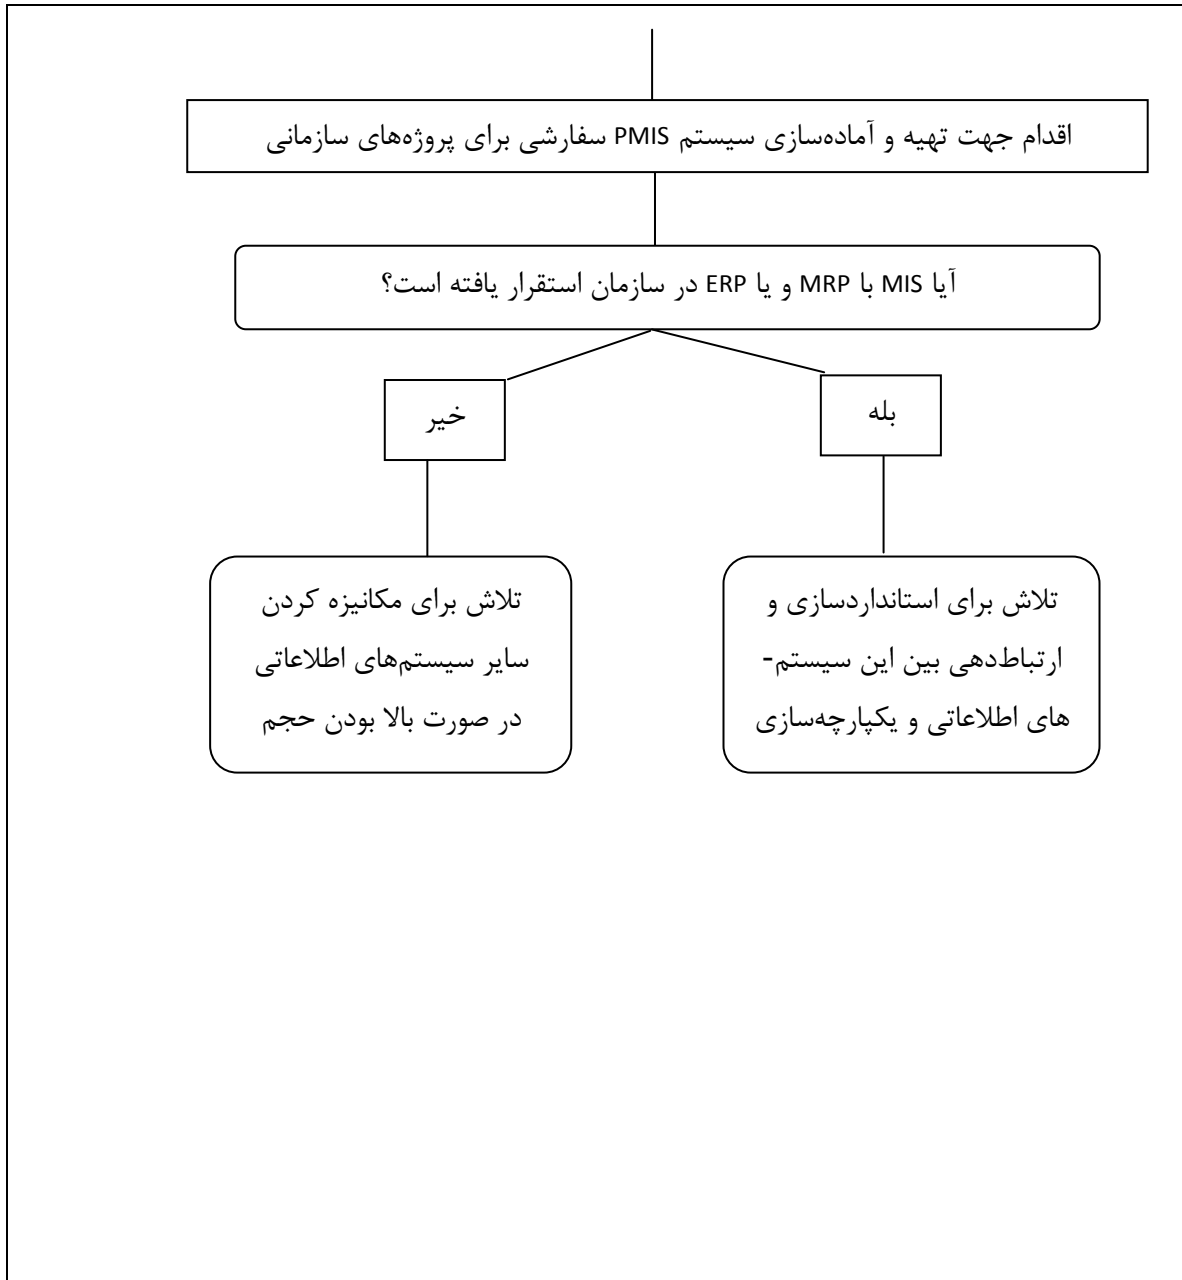 اقدام جهت تهیه و آماده‌سازی سیستم PMIS سفارشی برای پروژه‌های سازمانی
آیا MIS با MRP و یا ERP در سازمان استقرار یافته است؟
بله
خیر
تلاش برای استانداردسازی و
ارتباط‌دهی بین این سیستم-
های اطلاعاتی و یکپارچه‌سازی
تلاش برای مکانیزه کردن
سایر سیستم‌های اطلاعاتی
در صورت بالا بودن حجم